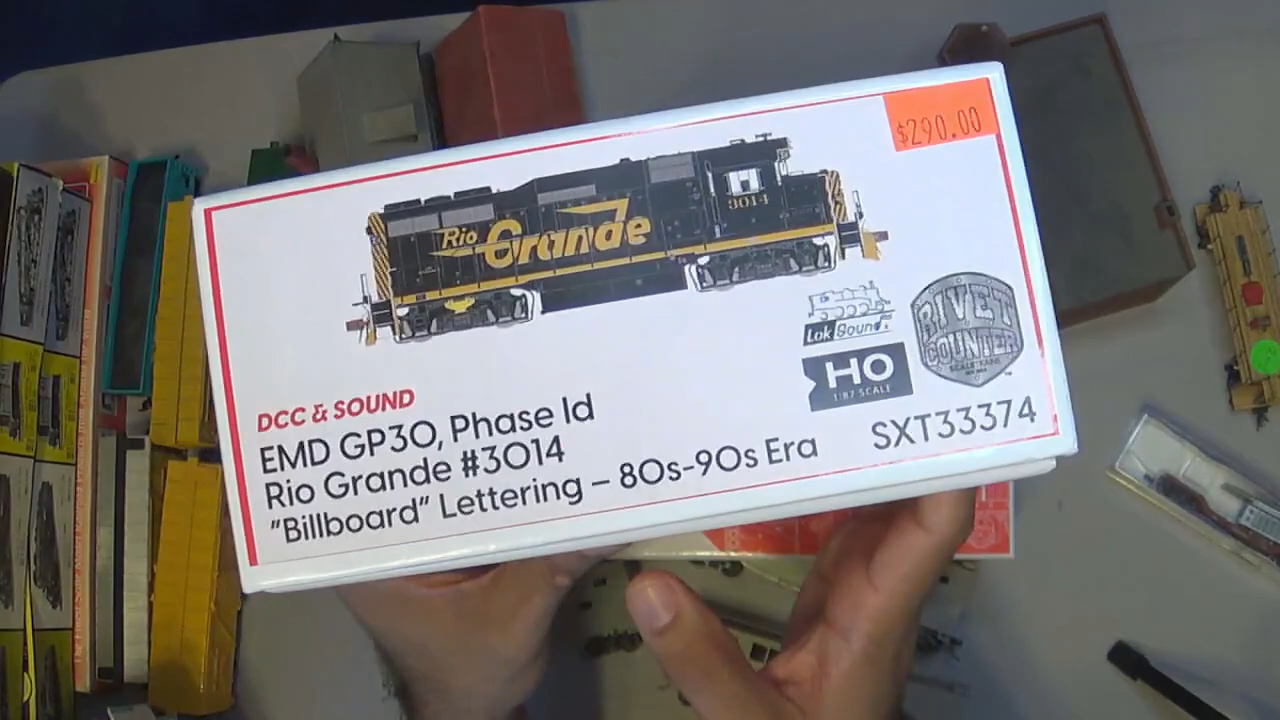 $290.00
Rio Grande
3014
LokSound
HO
1:87 SCALE
RIVET
COUNTER
SCALETRAINS
DCC & SOUND
EMD GP30, Phase Id
Rio Grande #3014
"Billboard" Lettering – 80s-90s Era
SXT33374